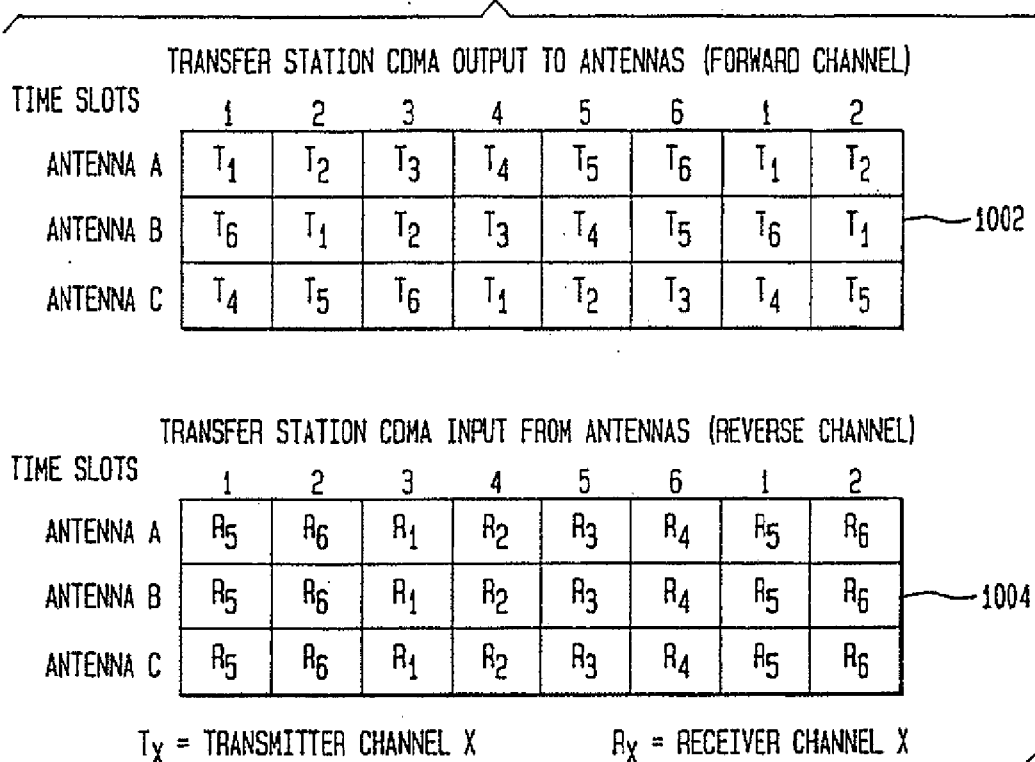 TRANSFER STATION CDMA OUTPUT TO ANTENNAS (FORWARD CHANNEL)
TIME SLOTS 1 2 3 4 5 6 1 2
ANTENNA A T1 T2 T3 T4 T5 T6 T1 T2
ANTENNA B T6 T1 T2 T3 T4 T5 T6 T1
1002
ANTENNA C T4 T5 T6 T1 T2 T3 T4 T5
TRANSFER STATION CDMA INPUT FROM ANTENNAS (REVERSE CHANNEL)
TIME SLOTS 1 2 3 4 5 6 1 2
ANTENNA A R5 R6 R1 R2 R3 R4 R5 R6
ANTENNA B R5 R6 R1 R2 R3 R4 R5 R6
1004
ANTENNA C R5 R6 R1 R2 R3 R4 R5 R6
TX = TRANSMITTER CHANNEL X RX = RECEIVER CHANNEL X